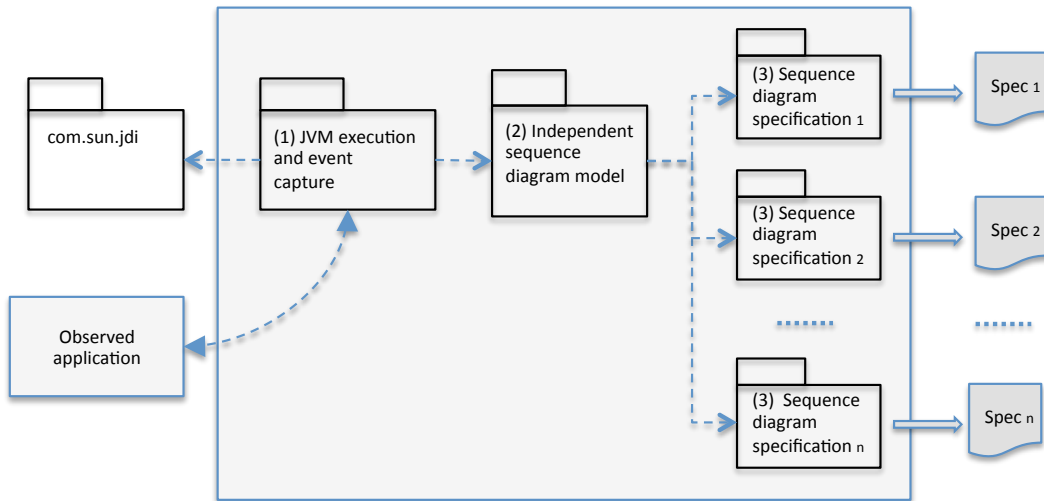 com.sun.jdi
(1) JVM execution
and event
capture
(2) Independent
sequence
diagram model
(3) Sequence
diagram
specification 1
Spec 1
(3) Sequence
diagram
specification 2
Spec 2
Observed
application
(3) Sequence
diagram
specification n
Spec n